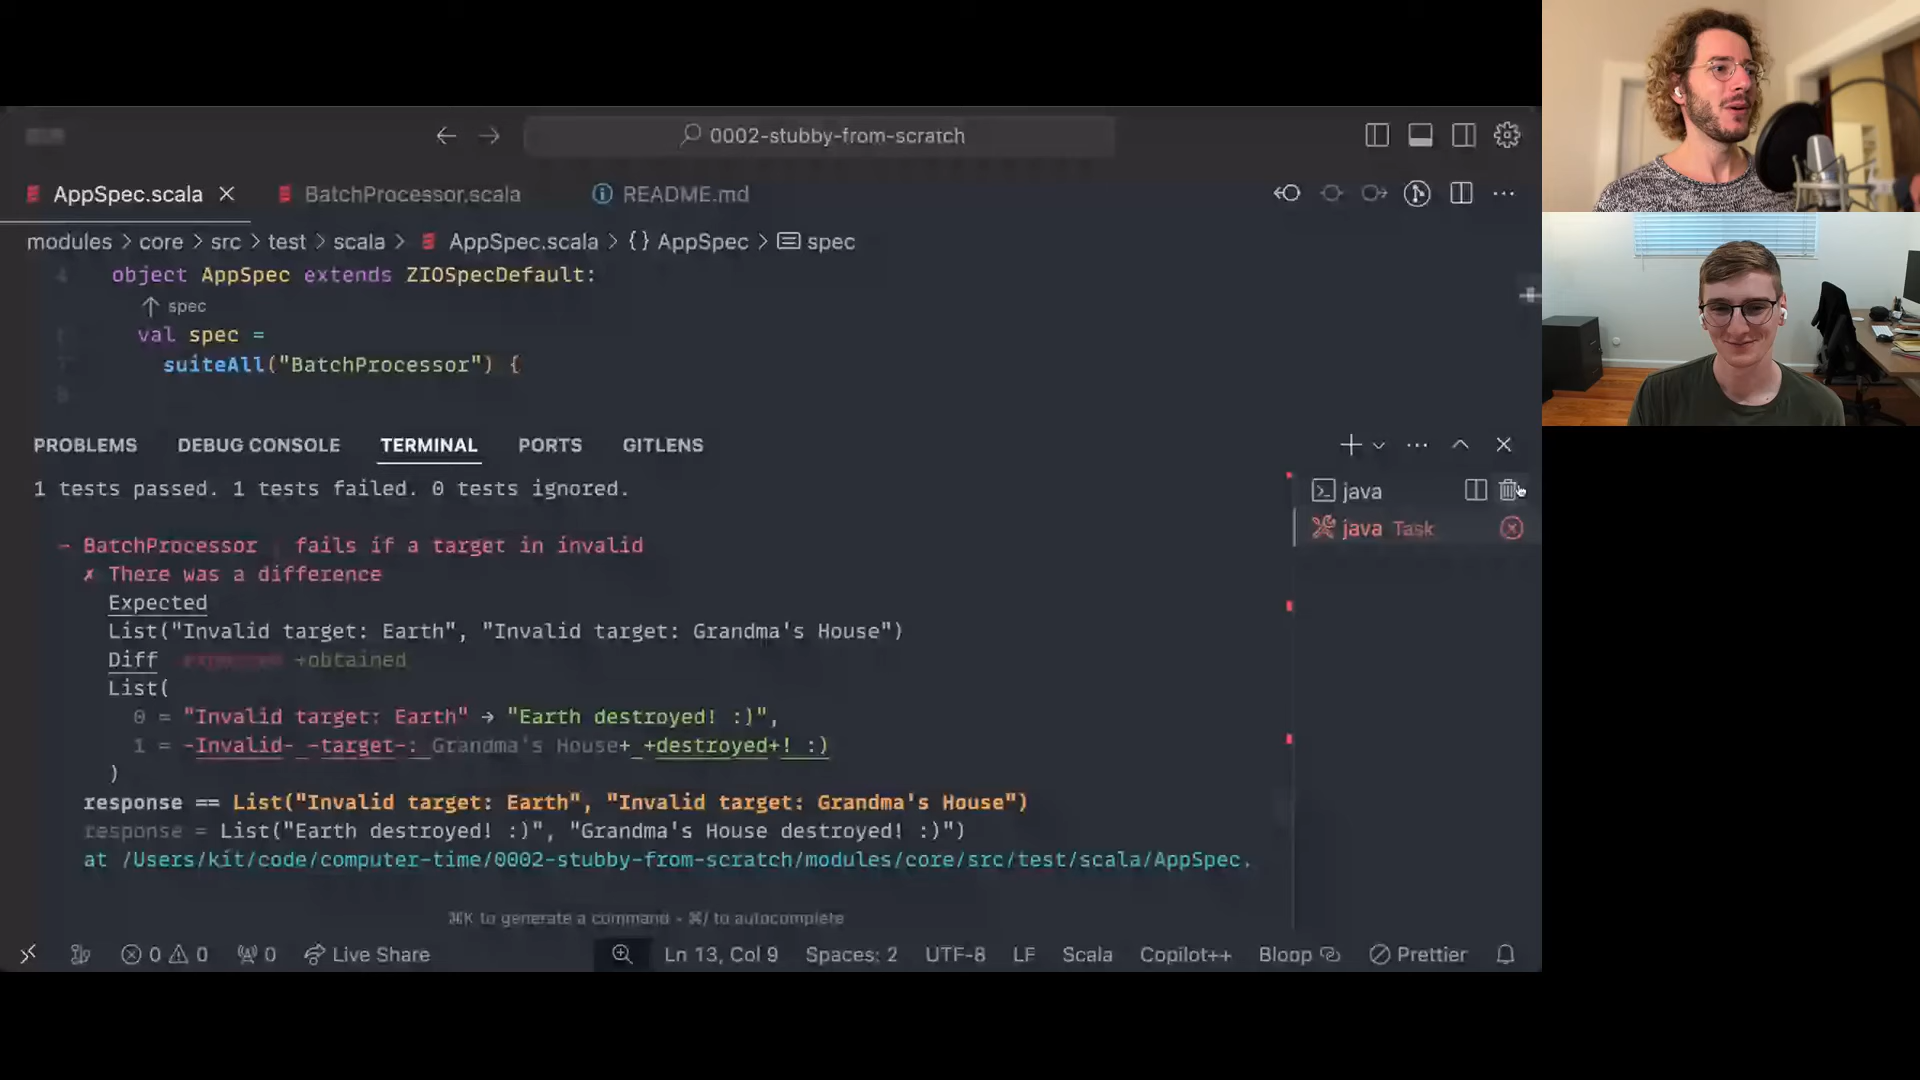 0002-stubby-from-scratch
AppSpec.scala
BatchProcessor.scala
README.md
modules > core > src > test > scala > AppSpec.scala > {} AppSpec > spec
4 object AppSpec extends ZIOSpecDefault:
↑ spec
val spec =
7 suiteAll("BatchProcessor") {
8
PROBLEMS DEBUG CONSOLE TERMINAL PORTS GITLENS
1 tests passed. 1 tests failed. 0 tests ignored.
java
java Task
- BatchProcessor fails if a target in invalid
✗ There was a difference
Expected
List("Invalid target: Earth", "Invalid target: Grandma's House")
Diff -expected +obtained
List(
0 = "Invalid target: Earth" → "Earth destroyed! :)",
1 = -Invalid-_-target-:_Grandma's House+_+destroyed+!_:)
)
response == List("Invalid target: Earth", "Invalid target: Grandma's House")
response = List("Earth destroyed! :)", "Grandma's House destroyed! :)")
at /Users/kit/code/computer-time/0002-stubby-from-scratch/modules/core/src/test/scala/AppSpec.
⌘K to generate a command - ⌘/ to autocomplete
0 0 0 Live Share Ln 13, Col 9 Spaces: 2 UTF-8 LF Scala Copilot++ Bloop Prettier